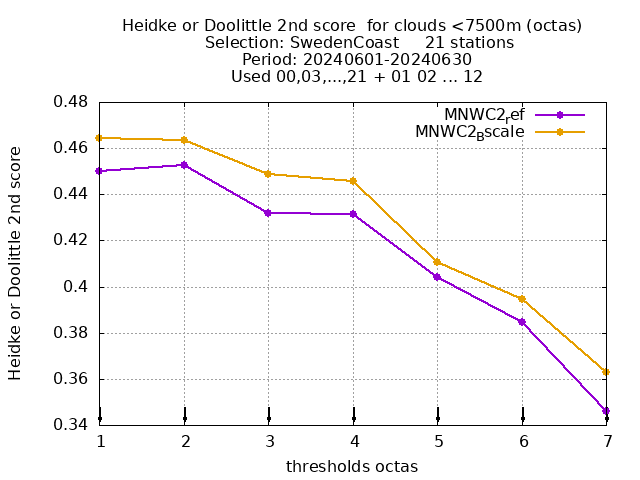 Heidke or Doolittle 2nd score  for clouds <7500m (octas)
Selection: SwedenCoast     21 stations
Period: 20240601-20240630
Used 00,03,...,21 + 01 02 ... 12
MNWC2ref
MNWC2Bscale
Heidke or Doolittle 2nd score
0.48
0.46
0.44
0.42
0.4
0.38
0.36
0.34
1 2 3 4 5 6 7
thresholds octas